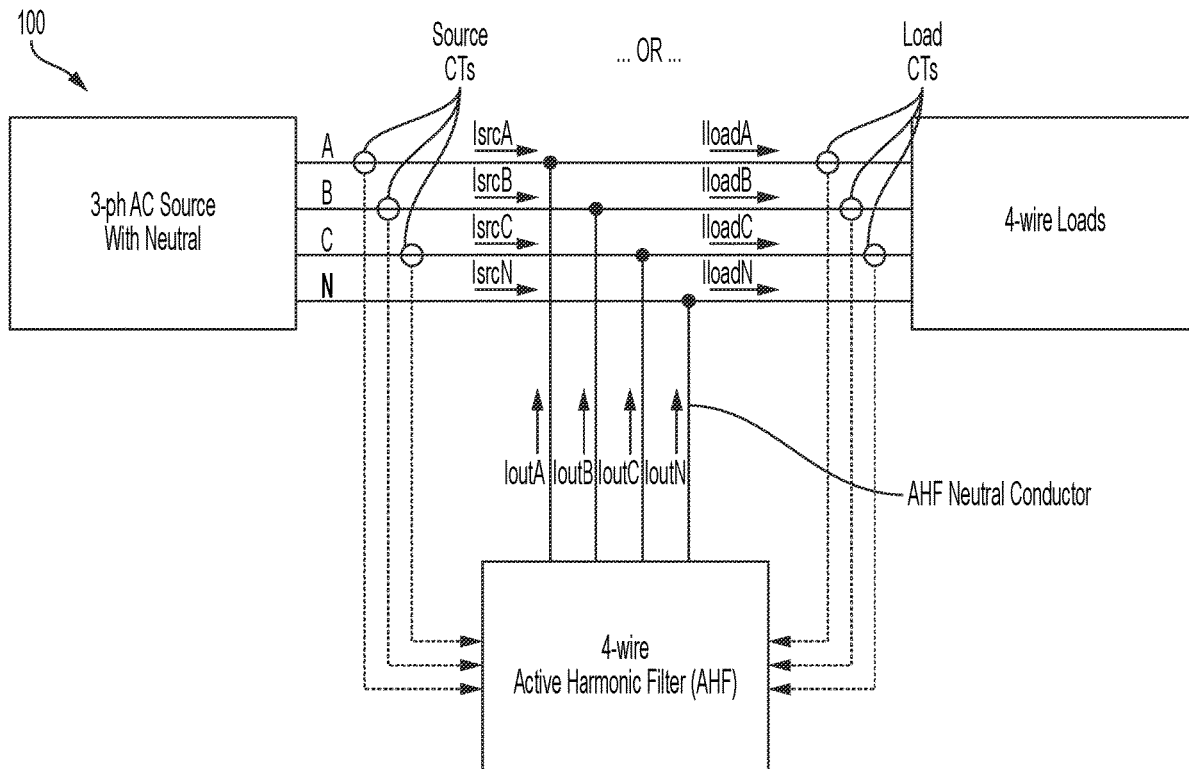 100
Source
CTs
... OR ...
Load
CTs
3-ph AC Source
With Neutral
A
IsrcA
IloadA
B
IsrcB
IloadB
C
IsrcC
IloadC
N
IsrcN
IloadN
4-wire Loads
IoutA
IoutB
IoutC
IoutN
AHF Neutral Conductor
4-wire
Active Harmonic Filter (AHF)